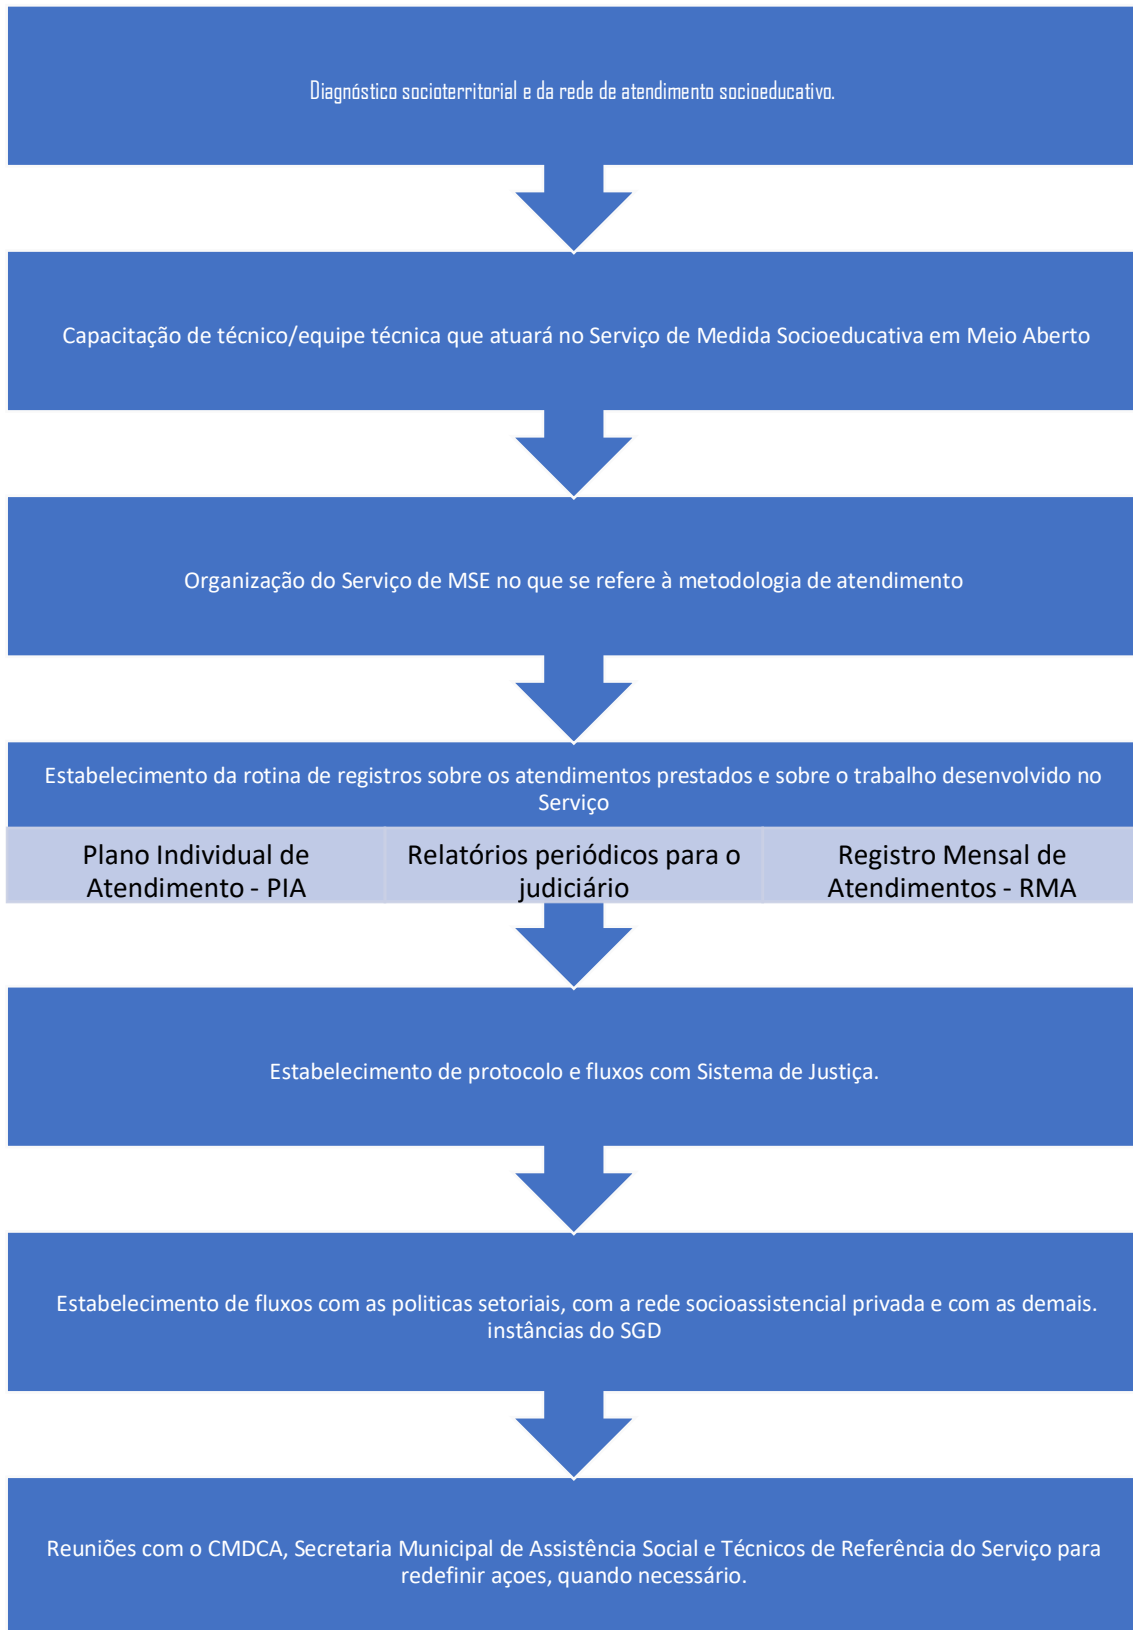 Diagnóstico socioterritorial e da rede de atendimento socioeducativo.
Capacitação de técnico/equipe técnica que atuará no Serviço de Medida Socioeducativa em Meio Aberto
Organização do Serviço de MSE no que se refere à metodologia de atendimento
Estabelecimento da rotina de registros sobre os atendimentos prestados e sobre o trabalho desenvolvido no
Serviço
Plano Individual de
Atendimento - PIA
Relatórios periódicos para o
judiciário
Registro Mensal de
Atendimentos - RMA
Estabelecimento de protocolo e fluxos com Sistema de Justiça.
Estabelecimento de fluxos com as politicas setoriais, com a rede socioassistencial privada e com as demais.
instâncias do SGD
Reuniões com o CMDCA, Secretaria Municipal de Assistência Social e Técnicos de Referência do Serviço para
redefinir açoes, quando necessário.